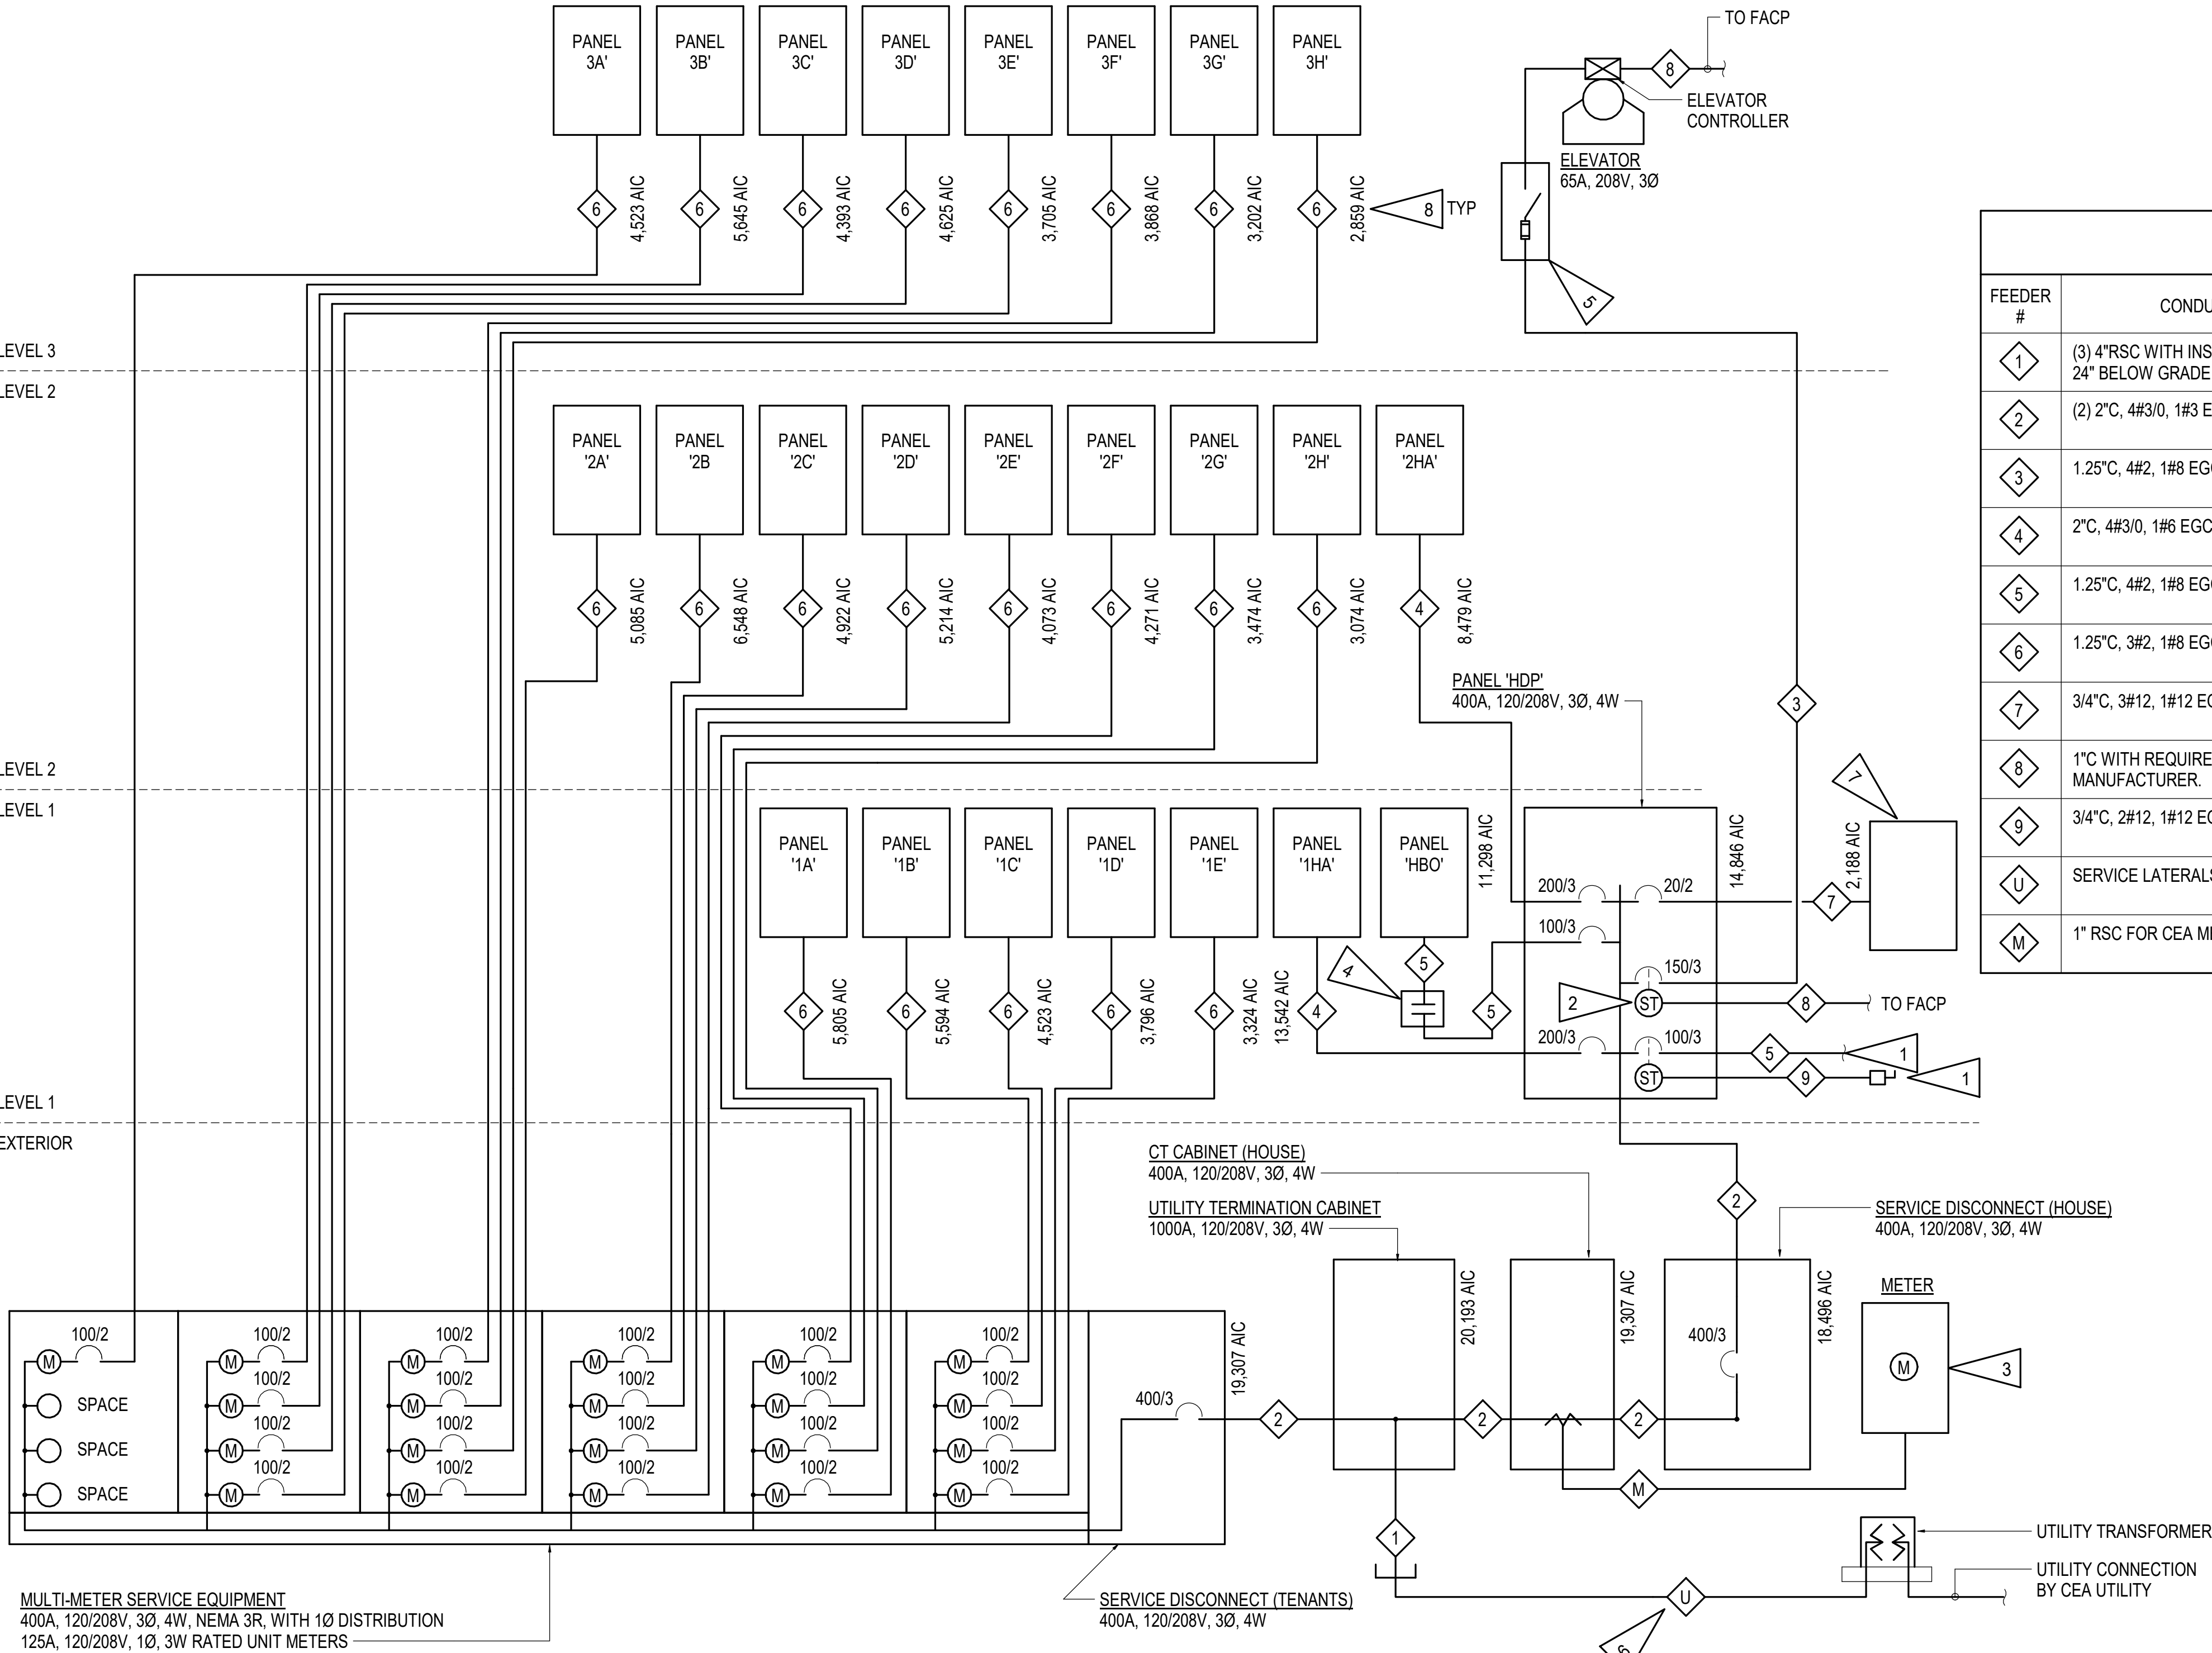 PANEL
3A'
PANEL
3B'
PANEL
3C'
PANEL
3D'
PANEL
3E'
PANEL
3F'
PANEL
3G'
PANEL
3H'
TO FACP
8
ELEVATOR
CONTROLLER
ELEVATOR
65A, 208V, 3Ø
6
4,523 AIC
6
5,645 AIC
6
4,393 AIC
6
4,625 AIC
6
3,705 AIC
6
3,868 AIC
6
3,202 AIC
6
2,859 AIC
8
TYP
5
FEEDER
#
1
(3) 4"RSC WITH INS
24" BELOW GRADE
2
(2) 2"C, 4#3/0, 1#3 E
3
1.25"C, 4#2, 1#8 EG
4
2"C, 4#3/0, 1#6 EGC
5
1.25"C, 4#2, 1#8 EG
6
1.25"C, 3#2, 1#8 EG
7
3/4"C, 3#12, 1#12 E
8
1"C WITH REQUIRE
MANUFACTURER.
9
3/4"C, 2#12, 1#12 E
U
SERVICE LATERALS
M
1" RSC FOR CEA M
LEVEL 3
LEVEL 2
PANEL
'2A'
PANEL
'2B
PANEL
'2C'
PANEL
'2D'
PANEL
'2E'
PANEL
'2F'
PANEL
'2G'
PANEL
'2H'
PANEL
'2HA'
6
5,085 AIC
6
6,548 AIC
6
4,922 AIC
6
5,214 AIC
6
4,073 AIC
6
4,271 AIC
6
3,474 AIC
6
3,074 AIC
4
8,479 AIC
PANEL 'HDP'
400A, 120/208V, 3Ø, 4W
3
7
LEVEL 2
LEVEL 1
PANEL
'1A'
PANEL
'1B'
PANEL
'1C'
PANEL
'1D'
PANEL
'1E'
PANEL
'1HA'
PANEL
'HBO'
11,298 AIC
14,846 AIC
2,188 AIC
200/3
20/2
7
100/3
5
4
150/3
6
5,805 AIC
6
5,594 AIC
6
4,523 AIC
6
3,796 AIC
6
3,324 AIC
13,542 AIC
4
5
2
ST
8
TO FACP
200/3
100/3
5
1
ST
9
1
LEVEL 1
EXTERIOR
CT CABINET (HOUSE)
400A, 120/208V, 3Ø, 4W
UTILITY TERMINATION CABINET
1000A, 120/208V, 3Ø, 4W
2
SERVICE DISCONNECT (HOUSE)
400A, 120/208V, 3Ø, 4W
METER
20,193 AIC
19,307 AIC
18,496 AIC
400/3
M
3
100/2
M
SPACE
SPACE
SPACE
100/2
M
100/2
M
100/2
M
100/2
M
100/2
M
100/2
M
100/2
M
100/2
M
100/2
M
100/2
M
100/2
M
100/2
M
100/2
M
100/2
M
100/2
M
100/2
M
100/2
M
100/2
M
100/2
M
100/2
M
400/3
19,307 AIC
2
2
2
M
1
U
6
UTILITY TRANSFORMER
UTILITY CONNECTION
BY CEA UTILITY
MULTI-METER SERVICE EQUIPMENT
400A, 120/208V, 3Ø, 4W, NEMA 3R, WITH 1Ø DISTRIBUTION
125A, 120/208V, 1Ø, 3W RATED UNIT METERS
SERVICE DISCONNECT (TENANTS)
400A, 120/208V, 3Ø, 4W